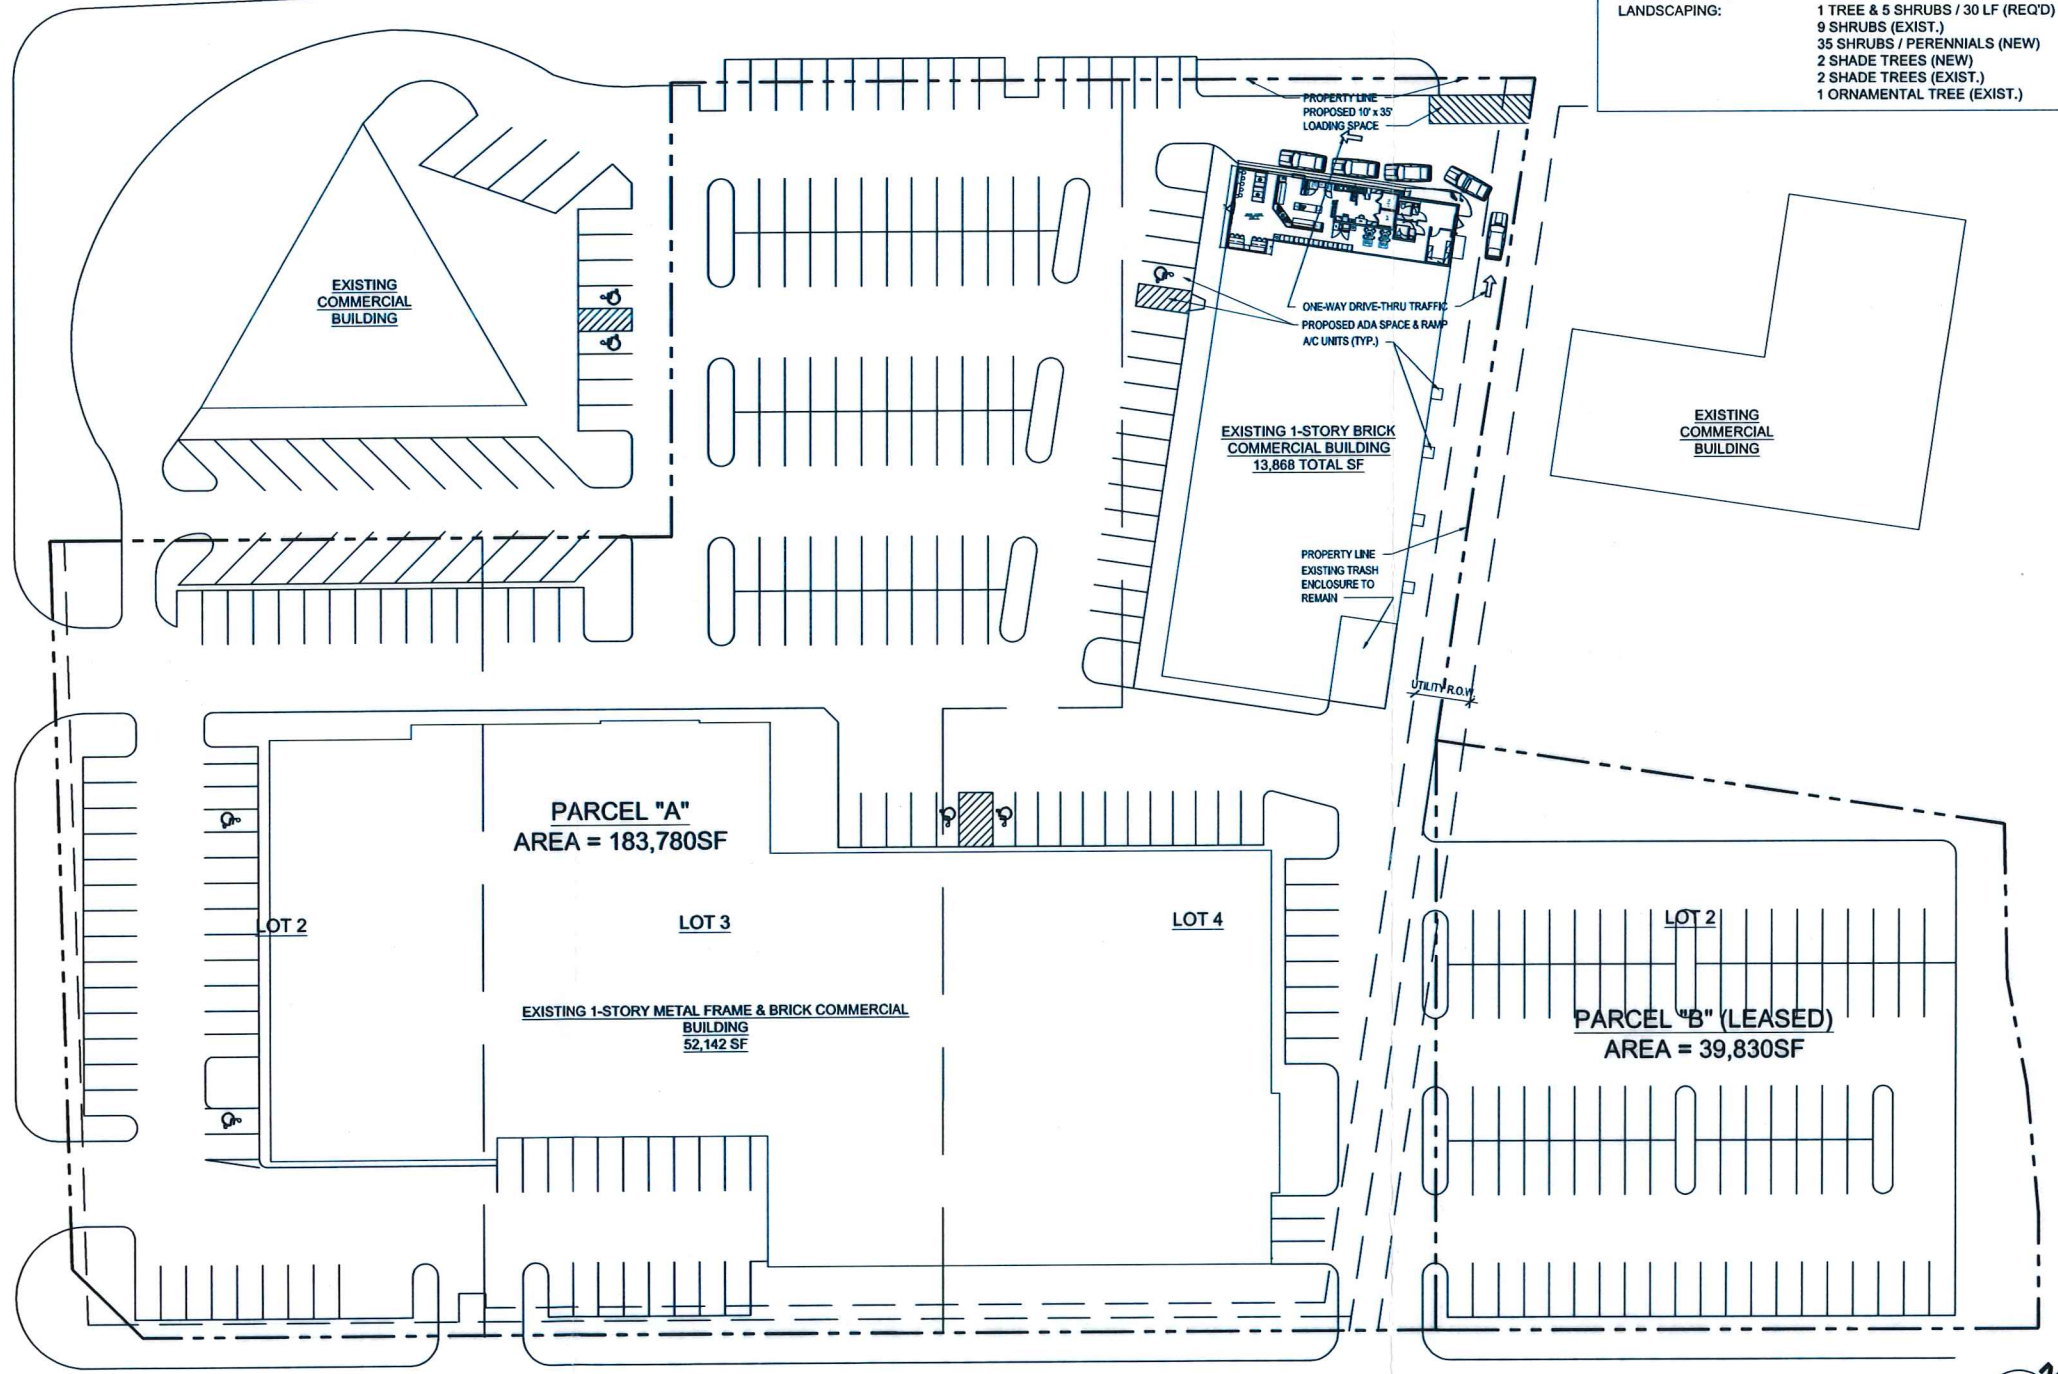 LANDSCAPING: 1 TREE & 5 SHRUBS / 30 LF (REQ'D)
9 SHRUBS (EXIST.)
35 SHRUBS / PERENNIALS (NEW)
2 SHADE TREES (NEW)
2 SHADE TREES (EXIST.)
1 ORNAMENTAL TREE (EXIST.)
PROPERTY LINE
PROPOSED 10' x 35'
LOADING SPACE
EXISTING
COMMERCIAL
BUILDING
ONE-WAY DRIVE-THRU TRAFFIC
PROPOSED ADA SPACE & RAMP
A/C UNITS (TYP.)
EXISTING 1-STORY BRICK
COMMERCIAL BUILDING
13,868 TOTAL SF
EXISTING
COMMERCIAL
BUILDING
PROPERTY LINE
EXISTING TRASH
ENCLOSURE TO
REMAIN
UTILITY R.O.W.
PARCEL "A"
AREA = 183,780SF
LOT 2
LOT 3
LOT 4
LOT 2
EXISTING 1-STORY METAL FRAME & BRICK COMMERCIAL
BUILDING
52,142 SF
PARCEL "B" (LEASED)
AREA = 39,830SF